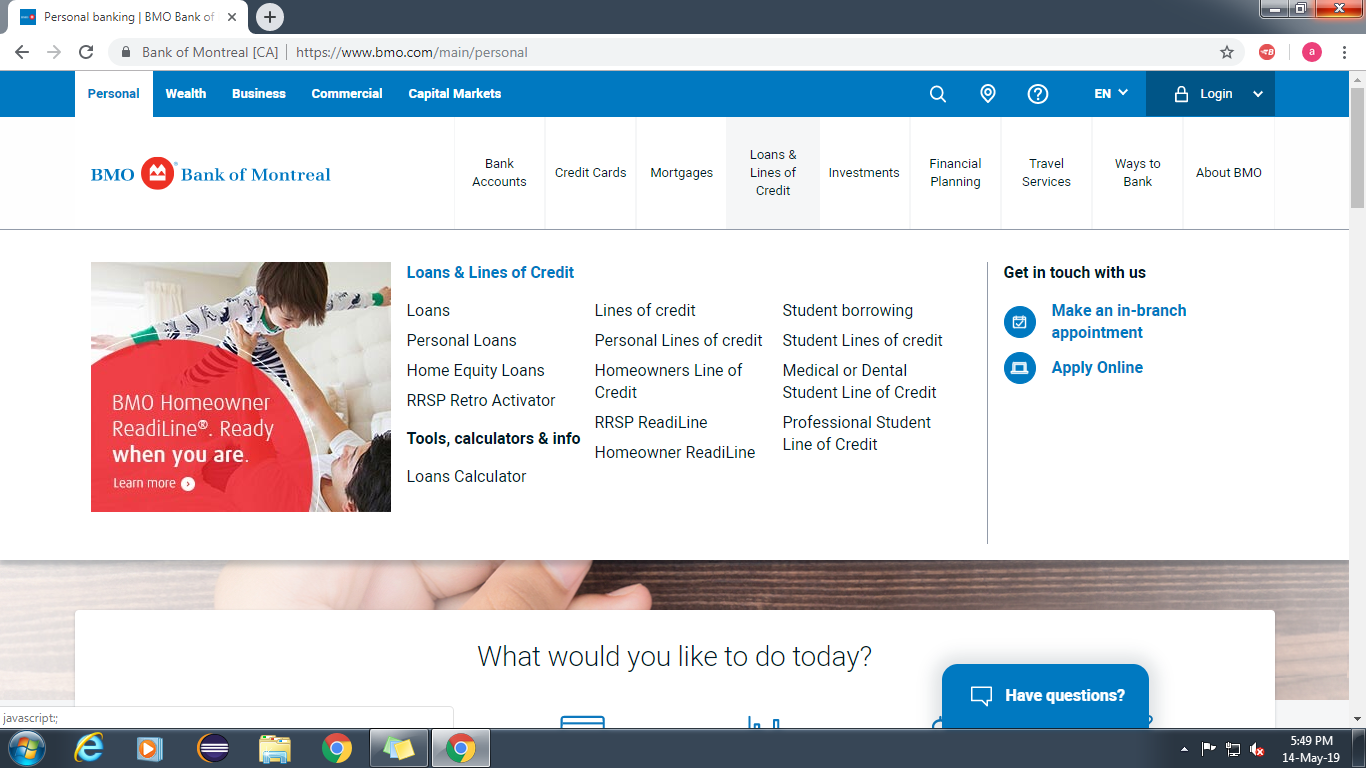 Personal banking | BMO Bank of
Bank of Montreal [CA] | https://www.bmo.com/main/personal
a
Personal Wealth Business Commercial Capital Markets EN Login
BMO Bank of Montreal
Bank
Accounts
Credit Cards
Mortgages
Loans &
Lines of
Credit
Investments
Financial
Planning
Travel
Services
Ways to
Bank
About BMO
BMO Homeowner
ReadiLine®. Ready
when you are.
Learn more
Loans & Lines of Credit
Loans
Personal Loans
Home Equity Loans
RRSP Retro Activator
Tools, calculators & info
Loans Calculator
Lines of credit
Personal Lines of credit
Homeowners Line of
Credit
RRSP ReadiLine
Homeowner ReadiLine
Student borrowing
Student Lines of credit
Medical or Dental
Student Line of Credit
Professional Student
Line of Credit
Get in touch with us
Make an in-branch
appointment
Apply Online
What would you like to do today?
Have questions?
javascript:;
5:49 PM
14-May-19